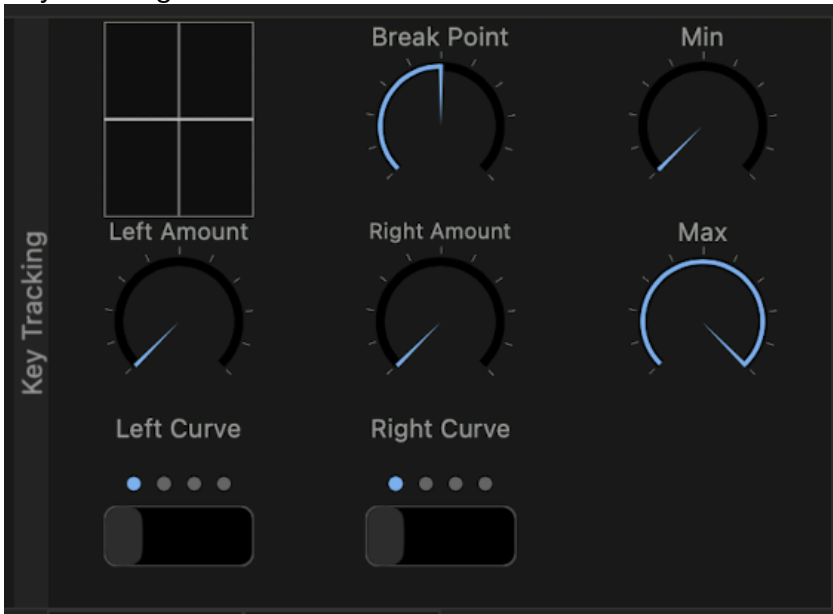 Break Point
Min
Left Amount
Right Amount
Max
Key Tracking
Left Curve
Right Curve